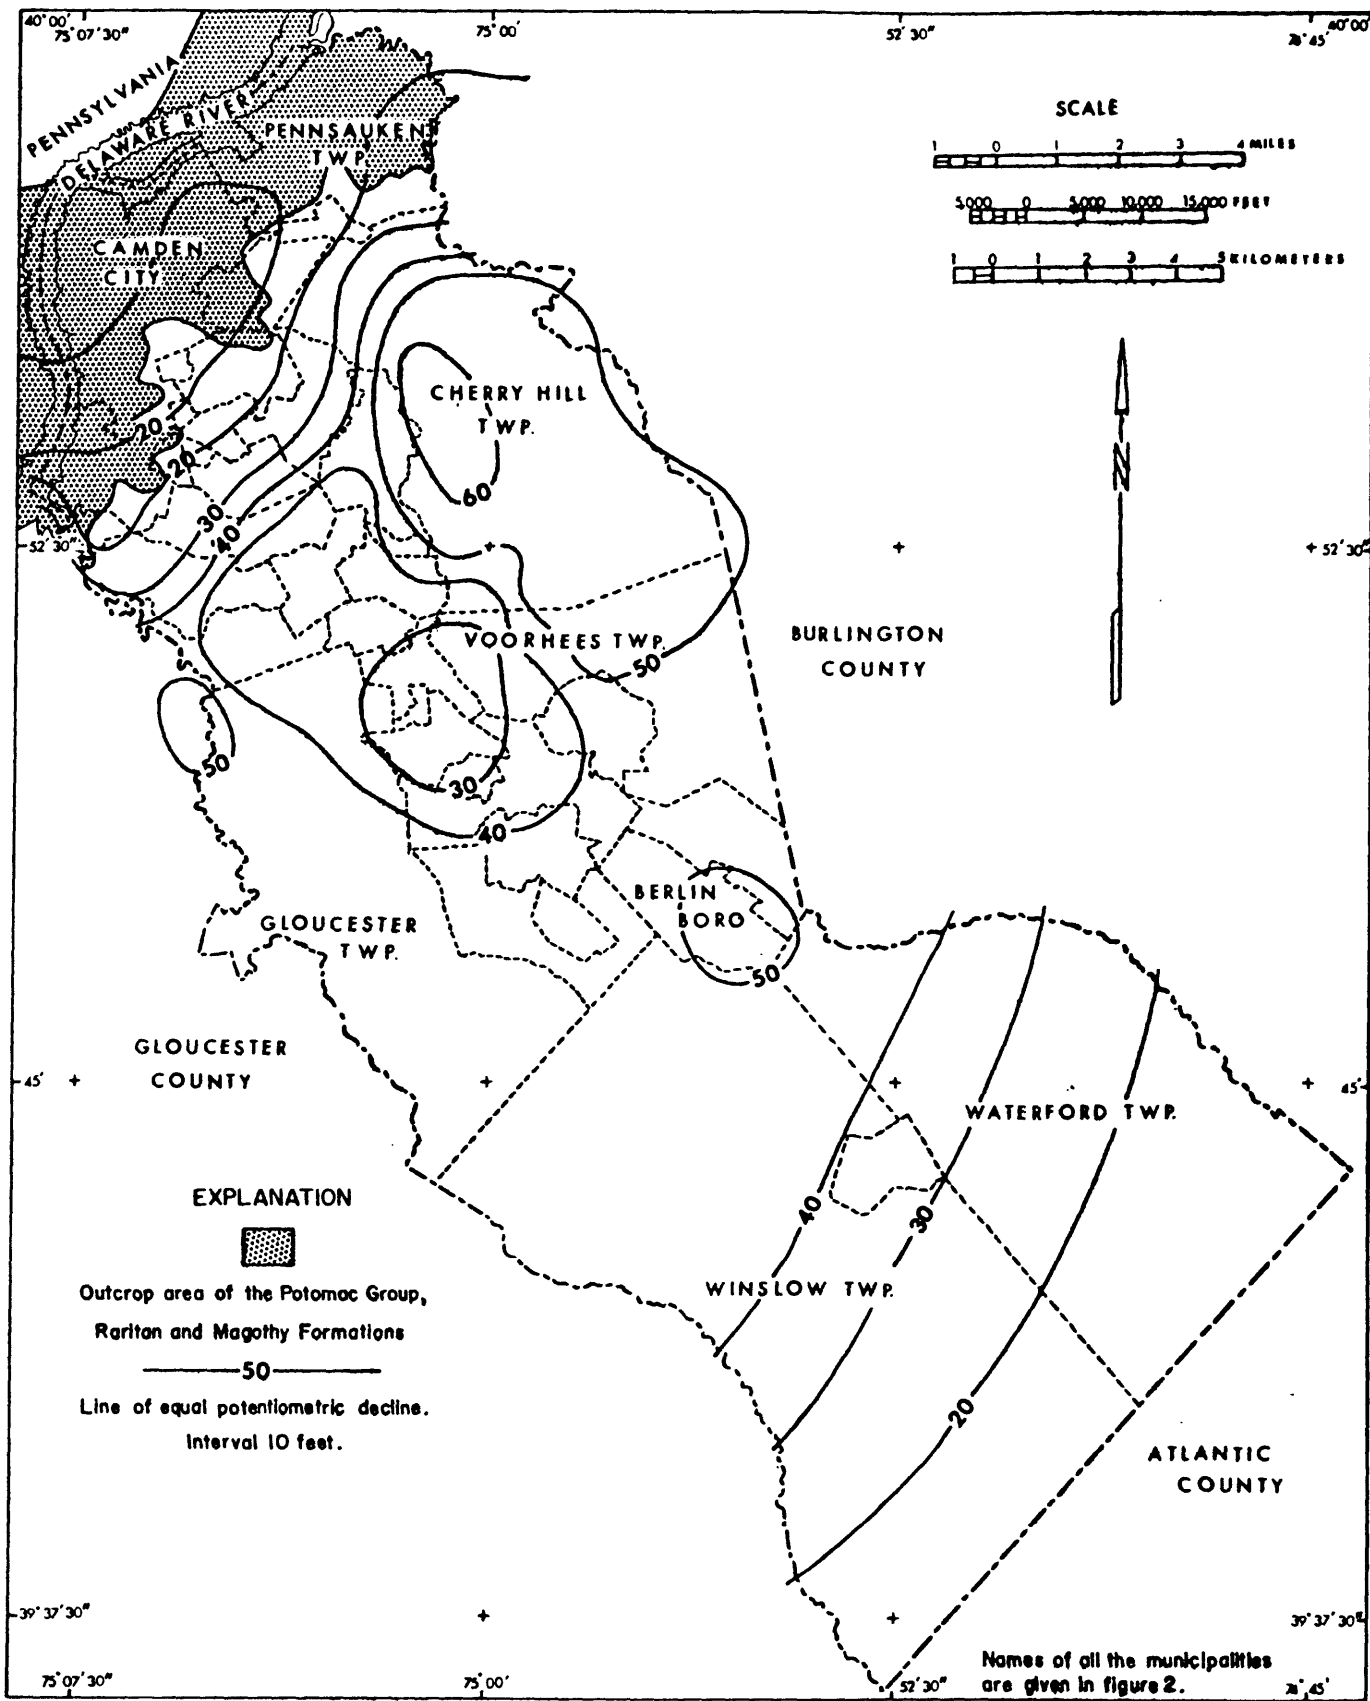 40°00'
75°07'30"
75°00'
52'30"
40°00'
PENNSYLVANIA
DELAWARE RIVER
PENNSAUKEN
TWP.
SCALE
1 0 1 2 3 4 MILES
5,000 0 5,000 10,000 15,000 FEET
1 0 1 2 3 4 5 KILOMETERS
CAMDEN
CITY
CHERRY HILL
TWP.
20
20
60
30
40
N
52'30"
52'30"
VOORHEES TWP.
50
BURLINGTON
COUNTY
50
30
40
BERLIN
BORO
GLOUCESTER
TWP.
50
GLOUCESTER
COUNTY
45'
45'
WATERFORD TWP.
EXPLANATION
40
30
Outcrop area of the Potomac Group,
Raritan and Magothy Formations
WINSLOW TWP.
50
Line of equal potentiometric decline.
Interval 10 feet.
20
ATLANTIC
COUNTY
39°37'30"
39°37'30"
Names of all the municipalities
are given in figure 2.
75°07'30"
75°00'
52'30"